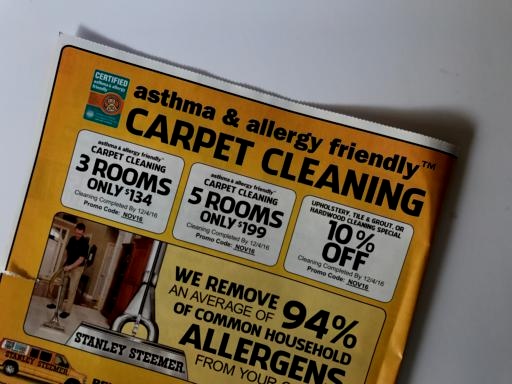 CERTIFIED
asthma & allergy
friendly
asthma & allergy friendly™
CARPET CLEANING
asthma & allergy friendly™
CARPET CLEANING
3 ROOMS
ONLY $134
Cleaning Completed By 12/4/16
Promo Code: NOV16
asthma & allergy friendly™
CARPET CLEANING
5 ROOMS
ONLY $199
Cleaning Completed By 12/4/16
Promo Code: NOV16
UPHOLSTERY, TILE & GROUT, OR
HARDWOOD CLEANING SPECIAL
10%
OFF
Cleaning Completed By 12/4/16
Promo Code: NOV16
WE REMOVE
AN AVERAGE OF 94%
OF COMMON HOUSEHOLD
ALLERGENS
FROM YOUR
STANLEY STEEMER
STANLEY STEEMER